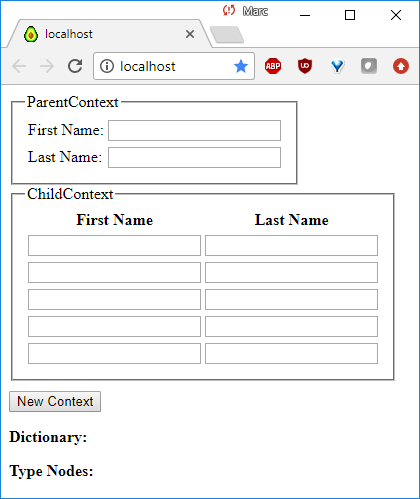 Marc
localhost
localhost
ABP
UD
ParentContext
First Name:
Last Name:
ChildContext
First Name Last Name
New Context
Dictionary:
Type Nodes: